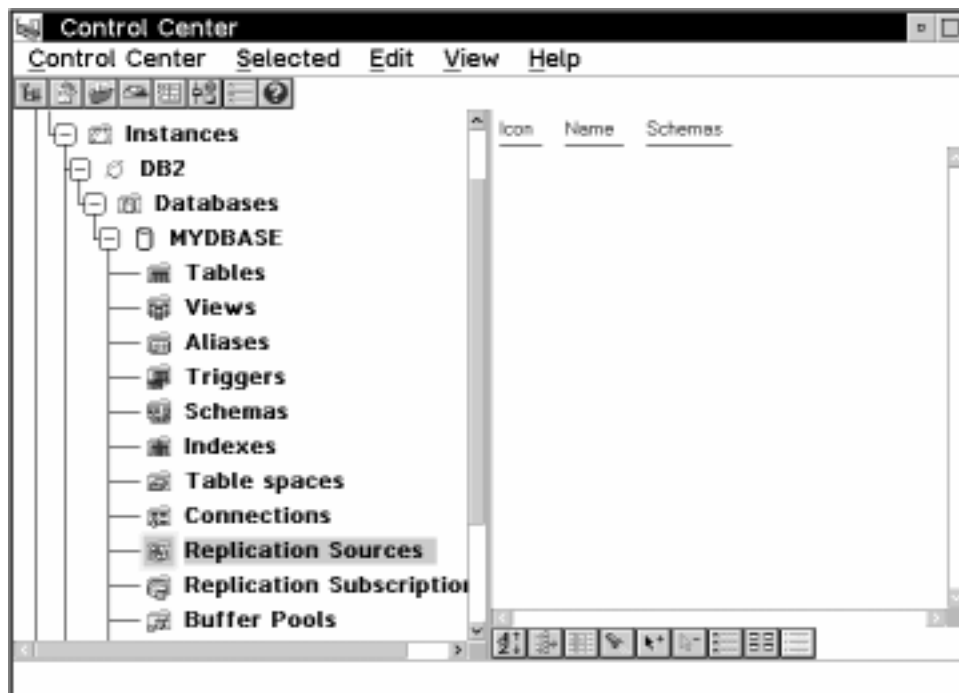 Control Center
Control Center Selected Edit View Help
Icon Name Schemas
Instances
DB2
Databases
MYDBASE
Tables
Views
Aliases
Triggers
Schemas
Indexes
Table spaces
Connections
Replication Sources
Replication Subscription
Buffer Pools